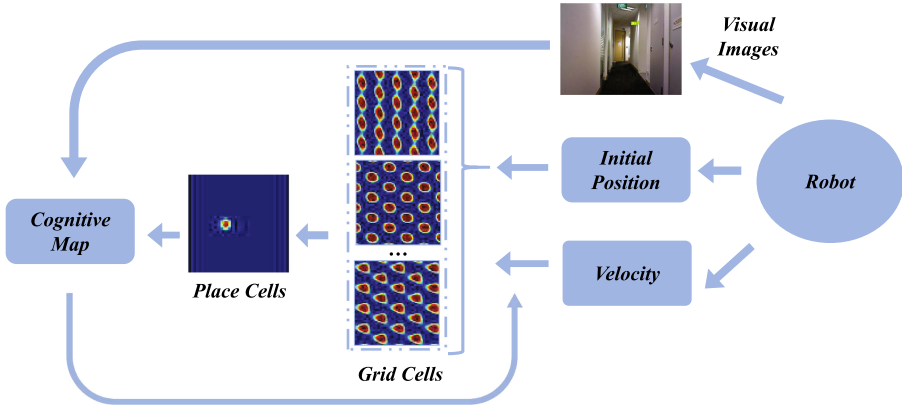 Visual
Images
Initial
Position
Robot
Cognitive
Map
...
Velocity
Place Cells
Grid Cells